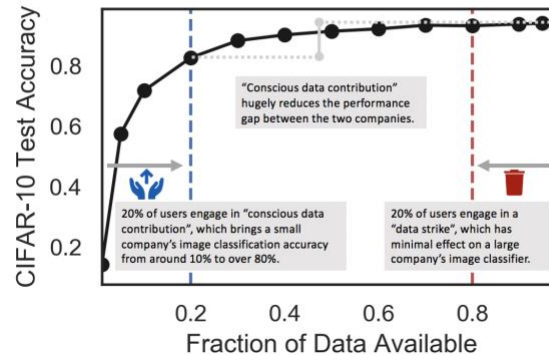 CIFAR-10 Test Accuracy
0.8
0.6
0.4
0.2
“Conscious data contribution”
hugely reduces the performance
gap between the two companies.
20% of users engage in “conscious data
contribution”, which brings a small
company’s image classification accuracy
from around 10% to over 80%.
20% of users engage in a
“data strike”, which has
minimal effect on a large
company’s image classifier.
0.2
0.4
0.6
0.8
Fraction of Data Available